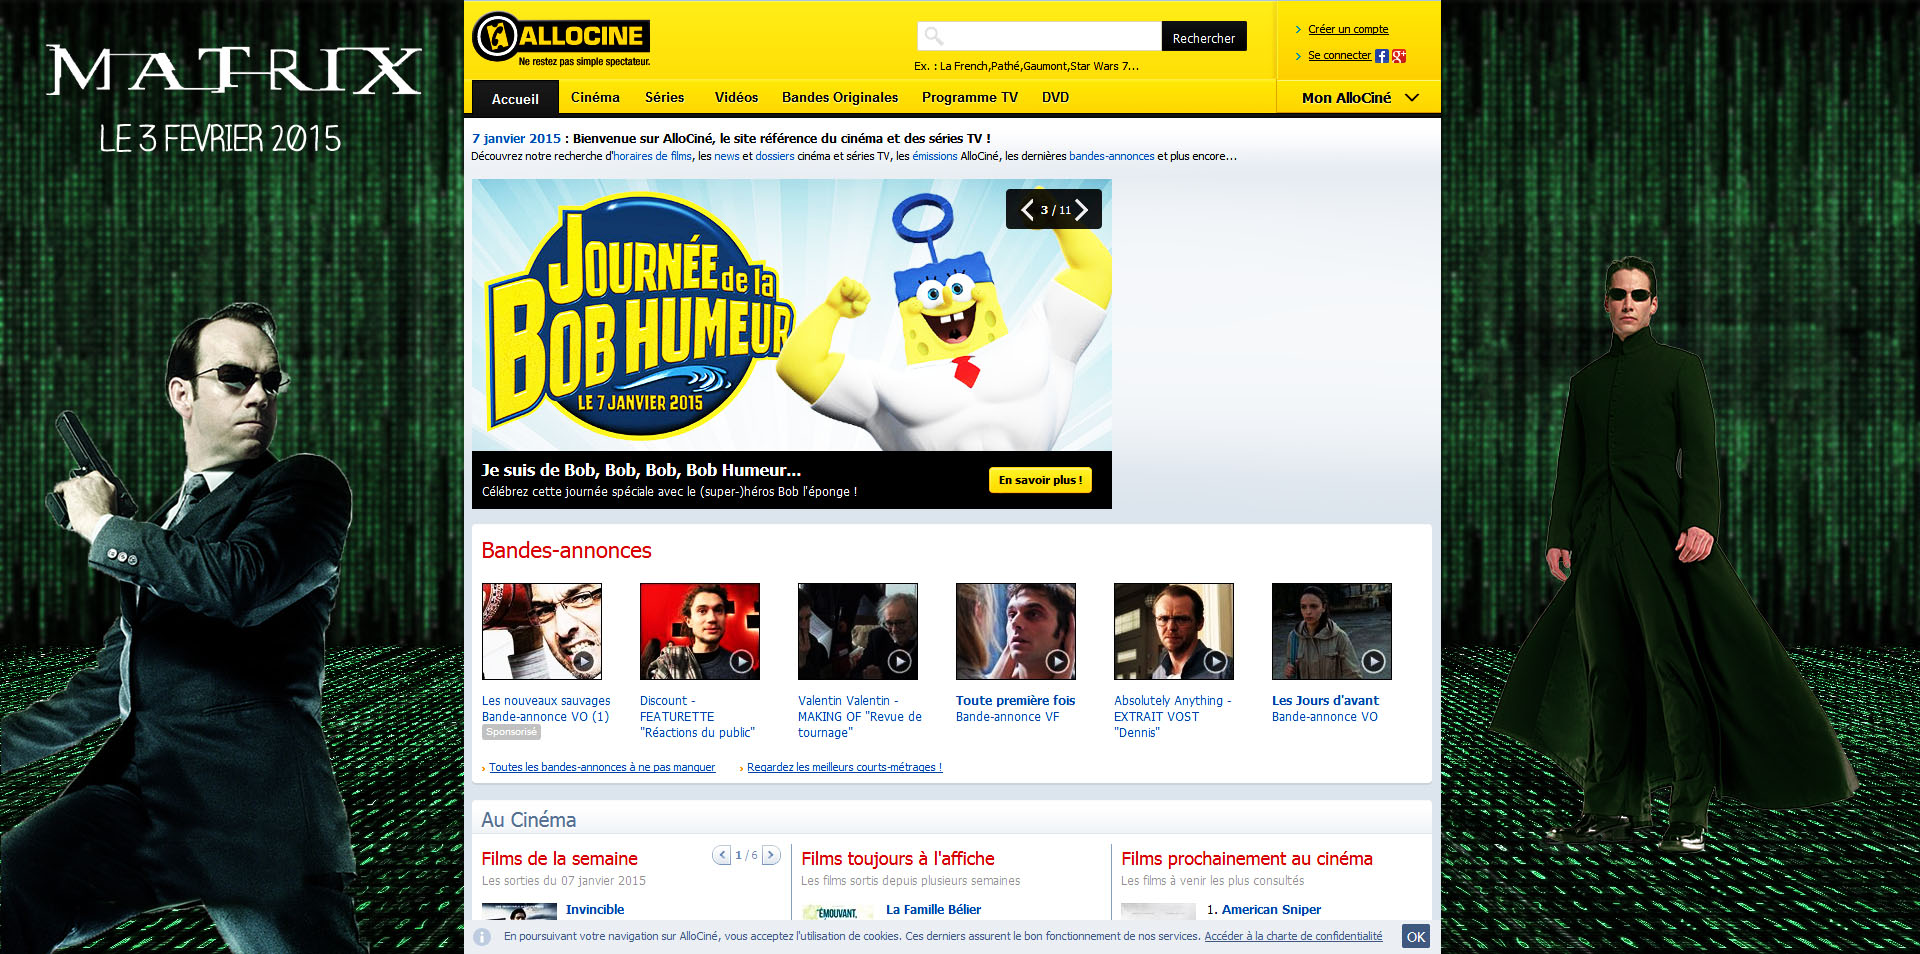 MATRIX
LE 3 FEVRIER 2015
ALLOCINE
Ne restez pas simple spectateur.
Rechercher
Ex. : La French,Pathé,Gaumont,Star Wars 7...
Créer un compte
Se connecter
Accueil
Cinéma
Séries
Vidéos
Bandes Originales
Programme TV
DVD
Mon AlloCiné
7 janvier 2015 : Bienvenue sur AlloCiné, le site référence du cinéma et des séries TV !
Découvrez notre recherche d'horaires de films, les news et dossiers cinéma et séries TV, les émissions AlloCiné, les dernières bandes-annonces et plus encore...
3 / 11
JOURNÉE de la
BOB HUMEUR
LE 7 JANVIER 2015
Je suis de Bob, Bob, Bob, Bob Humeur...
Célébrez cette journée spéciale avec le (super-)héros Bob l'éponge !
En savoir plus !
Bandes-annonces
Les nouveaux sauvages
Bande-annonce VO (1)
Sponsorisé
Discount -
FEATURETTE
"Réactions du public"
Valentin Valentin -
MAKING OF "Revue de
tournage"
Toute première fois
Bande-annonce VF
Absolutely Anything -
EXTRAIT VOST
"Dennis"
Les Jours d'avant
Bande-annonce VO
Toutes les bandes-annonces à ne pas manquer
Regardez les meilleurs courts-métrages !
Au Cinéma
Films de la semaine
1 / 6
Les sorties du 07 janvier 2015
Invincible
Films toujours à l'affiche
Les films sortis depuis plusieurs semaines
"ÉMOUVANT,
La Famille Bélier
Films prochainement au cinéma
Les films à venir les plus consultés
1. American Sniper
En poursuivant votre navigation sur AlloCiné, vous acceptez l'utilisation de cookies. Ces derniers assurent le bon fonctionnement de nos services. Accéder à la charte de confidentialité
OK